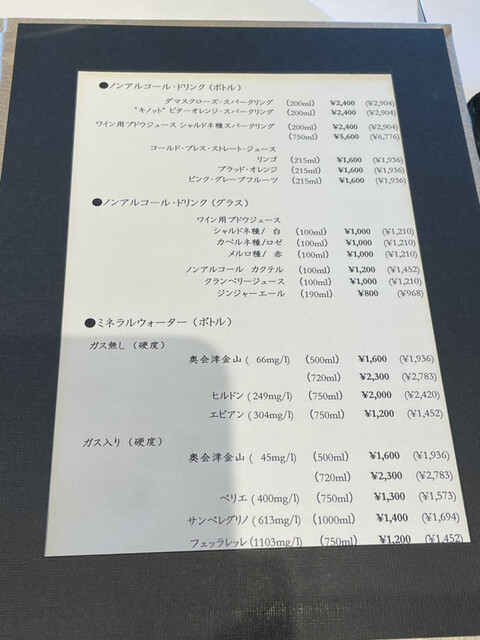 ●ノンアルコール・ドリンク (ボトル)
ダマスクローズ・スパークリング (200ml) ¥2,400 (¥2,904)
"キノット" ビターオレンジ・スパークリング (200ml) ¥2,400 (¥2,904)
ワイン用ブドウジュース シャルドネ種スパークリング (200ml) ¥2,400 (¥2,904)
(750ml) ¥5,600 (¥6,776)
コールド・プレス・ストレート・ジュース
リンゴ (215ml) ¥1,600 (¥1,936)
ブラッド・オレンジ (215ml) ¥1,600 (¥1,936)
ピンク・グレープフルーツ (215ml) ¥1,600 (¥1,936)
●ノンアルコール・ドリンク (グラス)
ワイン用ブドウジュース
シャルドネ種/ 白 (100ml) ¥1,000 (¥1,210)
カベルネ種/ロゼ (100ml) ¥1,000 (¥1,210)
メルロ種/ 赤 (100ml) ¥1,000 (¥1,210)
ノンアルコール カクテル (100ml) ¥1,200 (¥1,452)
クランベリージュース (100ml) ¥1,000 (¥1,210)
ジンジャーエール (190ml) ¥800 (¥968)
●ミネラルウォーター (ボトル)
ガス無し (硬度)
奥会津金山 ( 66mg/l) (500ml) ¥1,600 (¥1,936)
(720ml) ¥2,300 (¥2,783)
ヒルドン (249mg/l) (750ml) ¥2,000 (¥2,420)
エビアン (304mg/l) (750ml) ¥1,200 (¥1,452)
ガス入り (硬度)
奥会津金山 ( 45mg/l) (500ml) ¥1,600 (¥1,936)
(720ml) ¥2,300 (¥2,783)
ペリエ (400mg/l) (750ml) ¥1,300 (¥1,573)
サンペレグリノ (613mg/l) (1000ml) ¥1,400 (¥1,694)
フェッラレッレ (1103mg/l) (750ml) ¥1,200 (¥1,452)